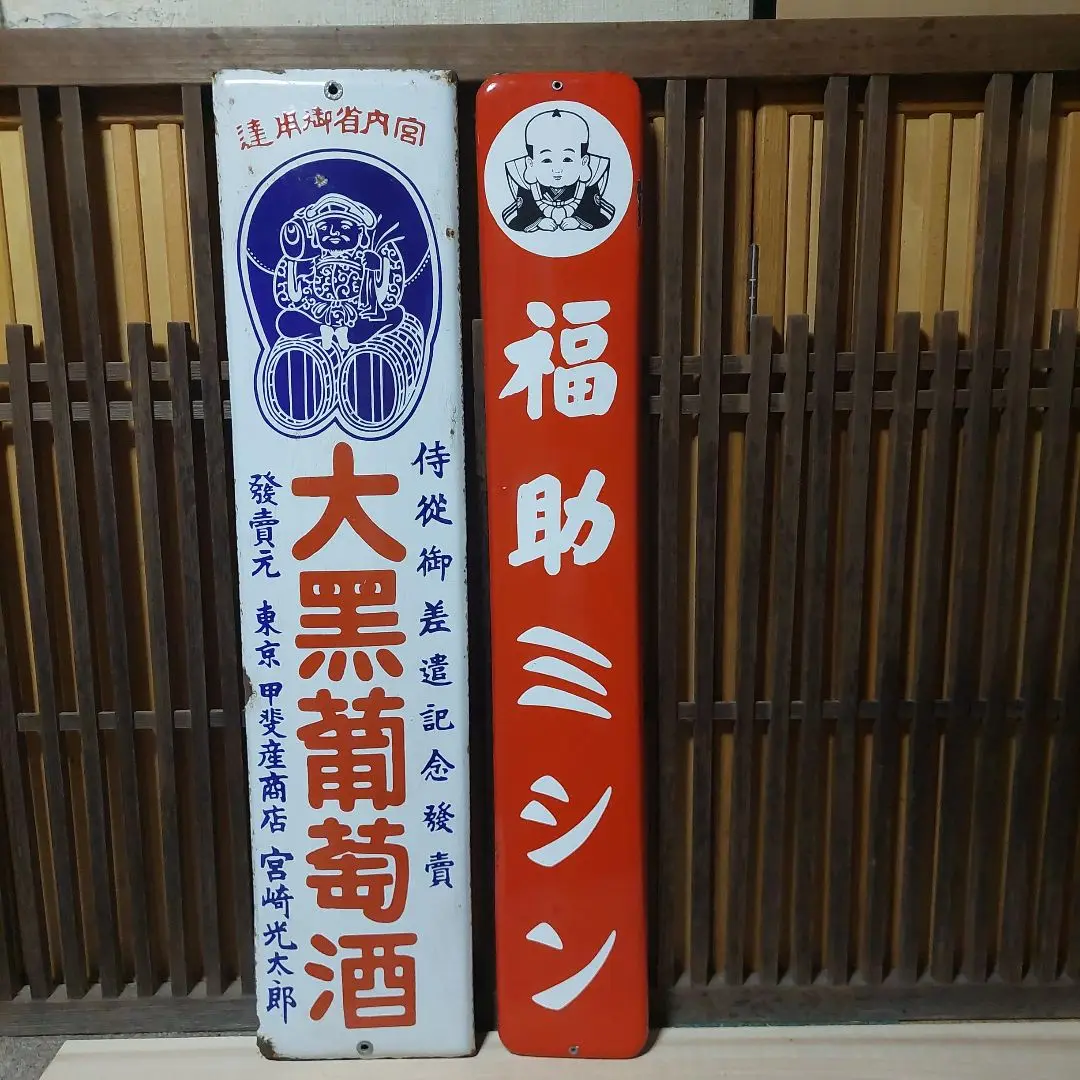 宮内省御用達
侍從御差遣記念發賣
大黑葡萄酒
發賣元 東京 甲斐産商店 宮崎光太郎
福助ミシン